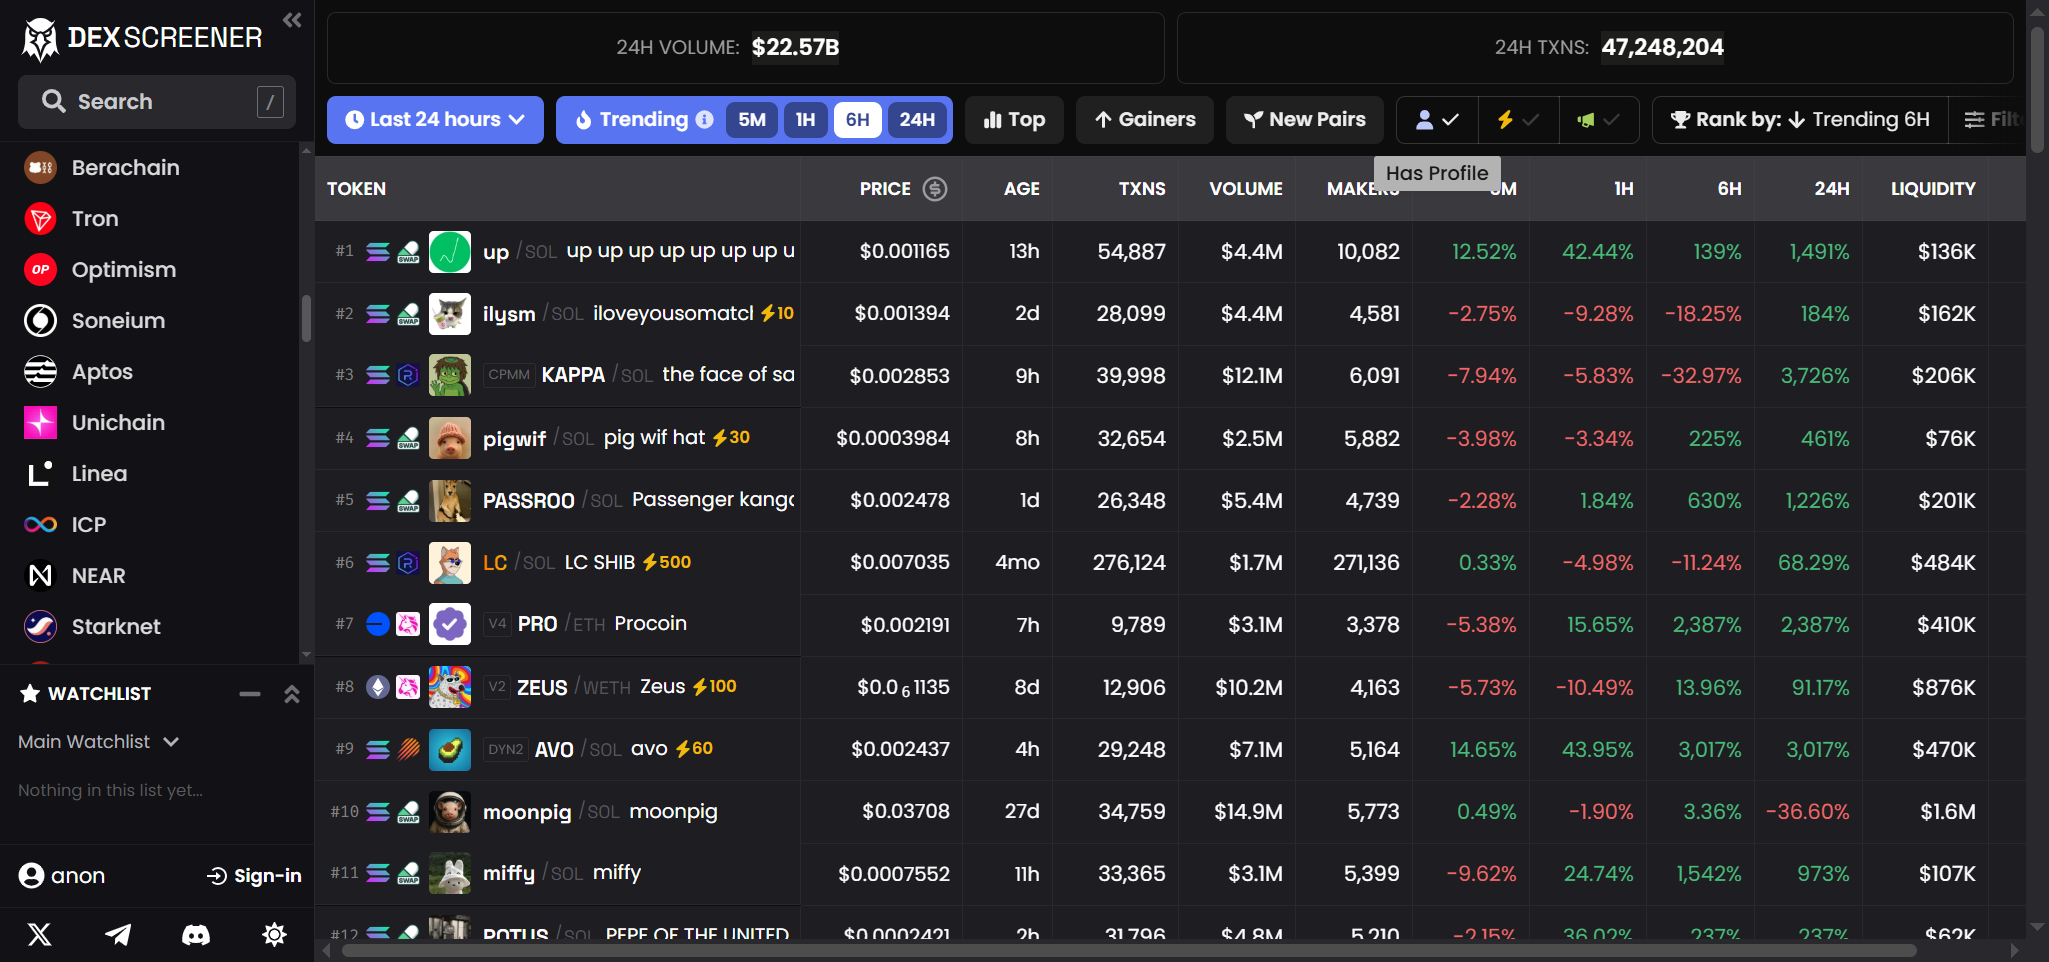 DEX SCREENER
Search /
Berachain
Tron
Optimism
Soneium
Aptos
Unichain
Linea
ICP
NEAR
Starknet
WATCHLIST
Main Watchlist
Nothing in this list yet...
anon Sign-in
24H VOLUME: $22.57B
24H TXNS: 47,248,204
Last 24 hours Trending 5M 1H 6H 24H Top Gainers New Pairs Rank by: Trending 6H
Has Profile
TOKEN PRICE AGE TXNS VOLUME 1H 6H 24H LIQUIDITY
#1 SWAP up /SOL up up up up up up up u $0.001165 13h 54,887 $4.4M 10,082 12.52% 42.44% 139% 1,491% $136K
#2 SWAP ilysm /SOL iloveyousomatch 10 $0.001394 2d 28,099 $4.4M 4,581 -2.75% -9.28% -18.25% 184% $162K
#3 CPMM KAPPA /SOL the face of sa $0.002853 9h 39,998 $12.1M 6,091 -7.94% -5.83% -32.97% 3,726% $206K
#4 SWAP pigwif /SOL pig wif hat 30 $0.0003984 8h 32,654 $2.5M 5,882 -3.98% -3.34% 225% 461% $76K
#5 SWAP PASSROO /SOL Passenger kanga $0.002478 1d 26,348 $5.4M 4,739 -2.28% 1.84% 630% 1,226% $201K
#6 LC /SOL LC SHIB 500 $0.007035 4mo 276,124 $1.7M 271,136 0.33% -4.98% -11.24% 68.29% $484K
#7 V4 PRO /ETH Procoin $0.002191 7h 9,789 $3.1M 3,378 -5.38% 15.65% 2,387% 2,387% $410K
#8 V2 ZEUS /WETH Zeus 100 $0.0₆1135 8d 12,906 $10.2M 4,163 -5.73% -10.49% 13.96% 91.17% $876K
#9 DYN2 AVO /SOL avo 60 $0.002437 4h 29,248 $7.1M 5,164 14.65% 43.95% 3,017% 3,017% $470K
#10 SWAP moonpig /SOL moonpig $0.03708 27d 34,759 $14.9M 5,773 0.49% -1.90% 3.36% -36.60% $1.6M
#11 SWAP miffy /SOL miffy $0.0007552 11h 33,365 $3.1M 5,399 -9.62% 24.74% 1,542% 973% $107K
#12 POTUS /SOL PEPE OF THE UNITED $0.0002421 2h 31,796 $4.8M 5,210 -2.15% 36.02% 237% 237% $62K